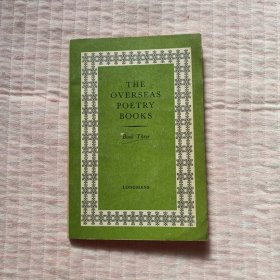 THE
OVERSEAS
POETRY
BOOKS
Book Three
LONGMANS